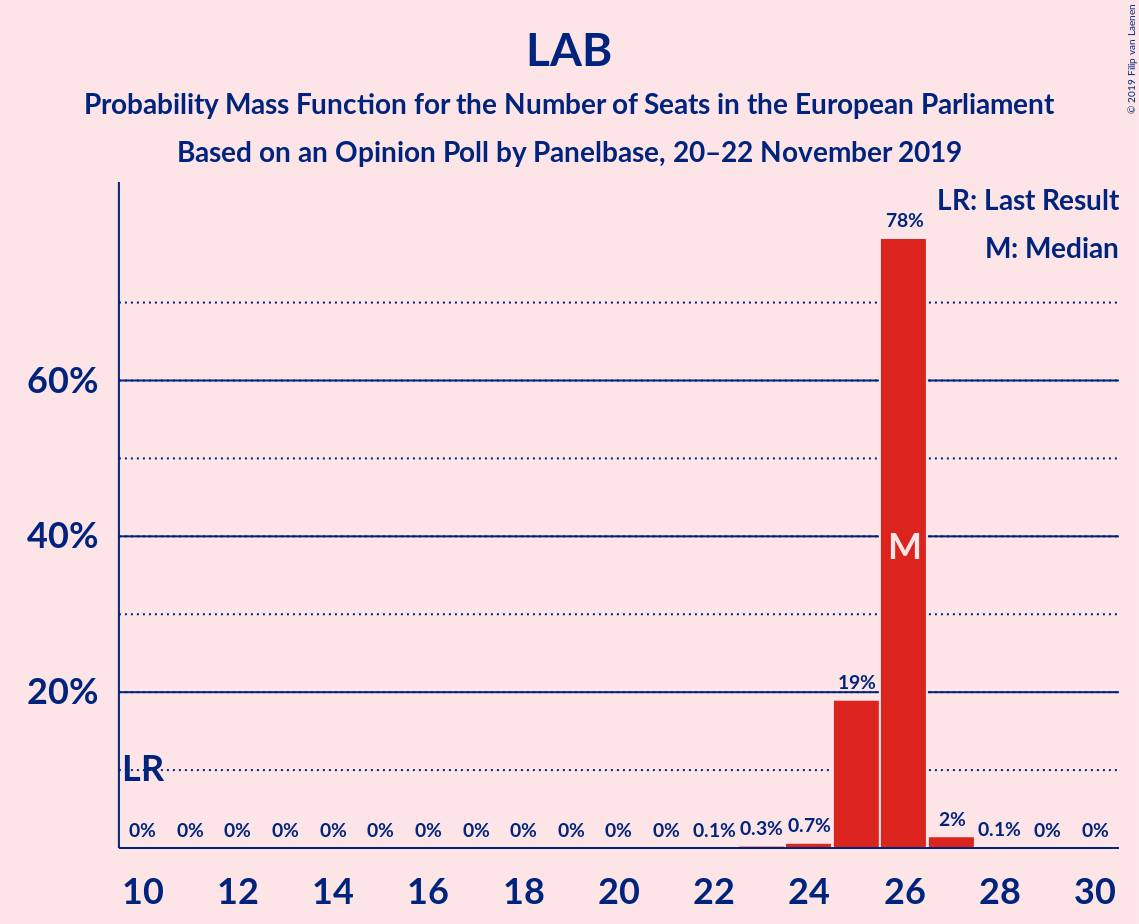 LAB
Probability Mass Function for the Number of Seats in the European Parliament
Based on an Opinion Poll by Panelbase, 20–22 November 2019
© 2019 Filip van Laenen
LR: Last Result
M: Median
60%
40%
20%
LR
M
0% 0% 0% 0% 0% 0% 0% 0% 0% 0% 0% 0% 0.1% 0.3% 0.7% 19% 78% 2% 0.1% 0% 0%
10 12 14 16 18 20 22 24 26 28 30